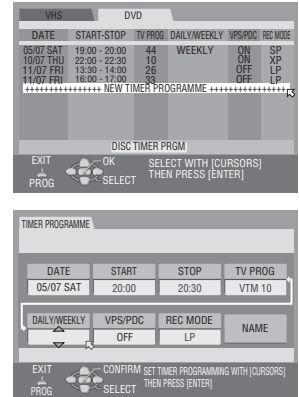 VHS DVD
DATE START-STOP TV PROG DAILY/WEEKLY VPS/PDC REC MODE
05/07 SAT 19:00 - 20:00 44 WEEKLY ON SP
10/07 THU 22:00 - 22:30 10 ON XP
11/07 FRI 13:30 - 14:00 26 OFF LP
11/07 FRI 16:00 - 17:00 33 OFF LP
++++++++++++++++ NEW TIMER PROGRAMME ++++++++++++++++
DISC TIMER PRGM
EXIT OK SELECT WITH [CURSORS]
PROG SELECT THEN PRESS [ENTER]
TIMER PROGRAMME
DATE START STOP TV PROG
05/07 SAT 20:00 20:30 VTM 10
DAILY/WEEKLY VPS/PDC REC MODE NAME
OFF LP
EXIT CONFIRM SET TIMER PROGRAMMING WITH [CURSORS]
PROG SELECT THEN PRESS [ENTER]